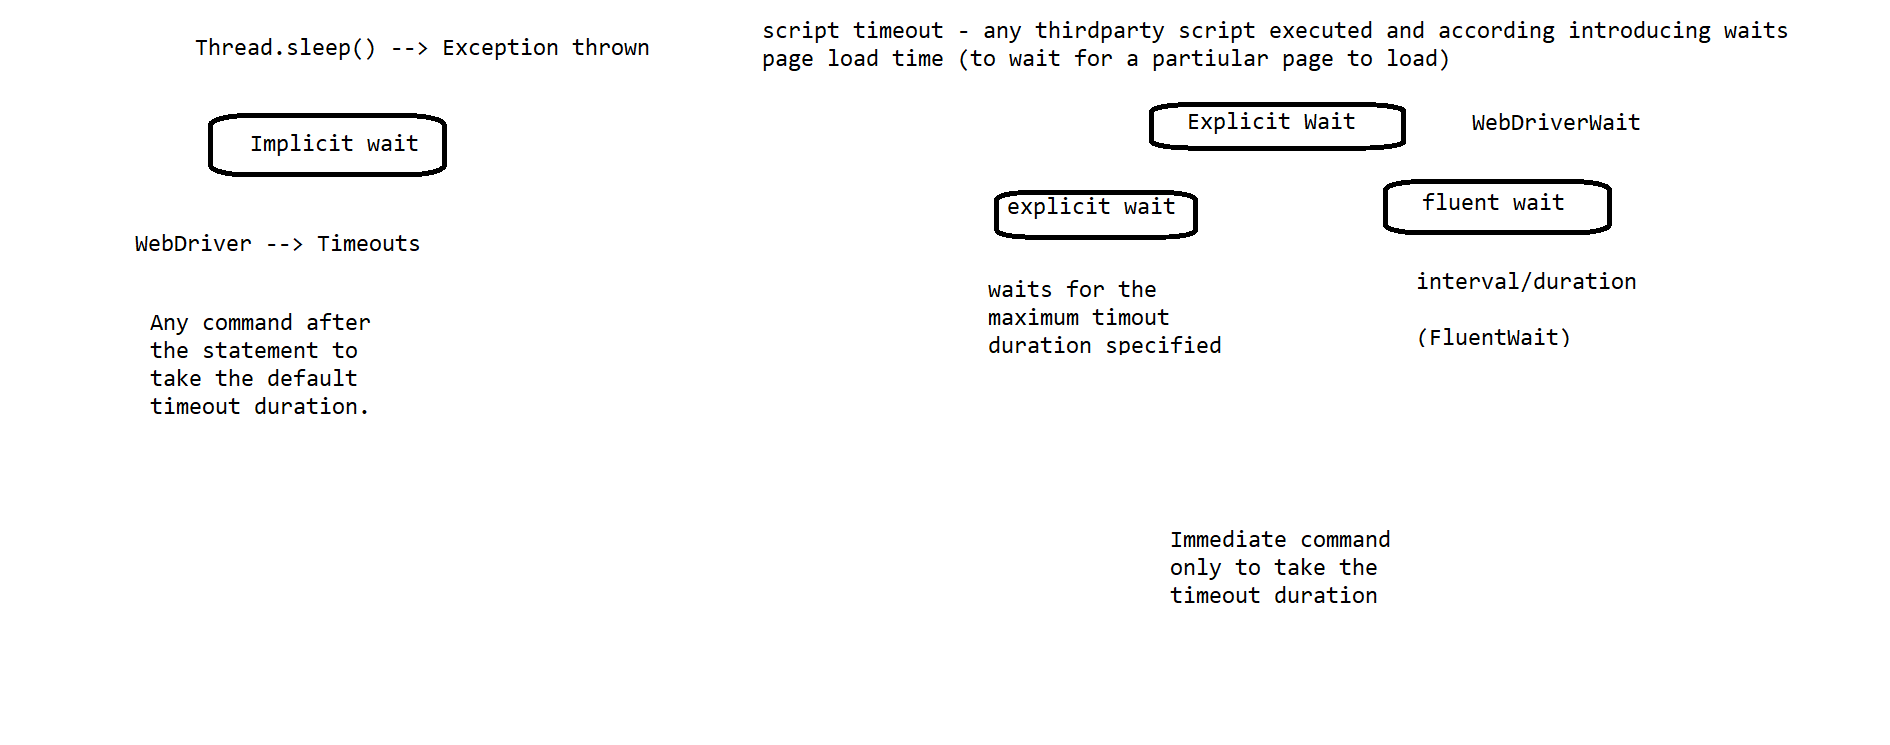 Thread.sleep() --> Exception thrown
script timeout - any thirdparty script executed and according introducing waits
page load time (to wait for a partiular page to load)
Implicit wait
Explicit Wait
WebDriverWait
explicit wait
fluent wait
WebDriver --> Timeouts
waits for the
maximum timout
duration specified
interval/duration
(FluentWait)
Any command after
the statement to
take the default
timeout duration.
Immediate command
only to take the
timeout duration